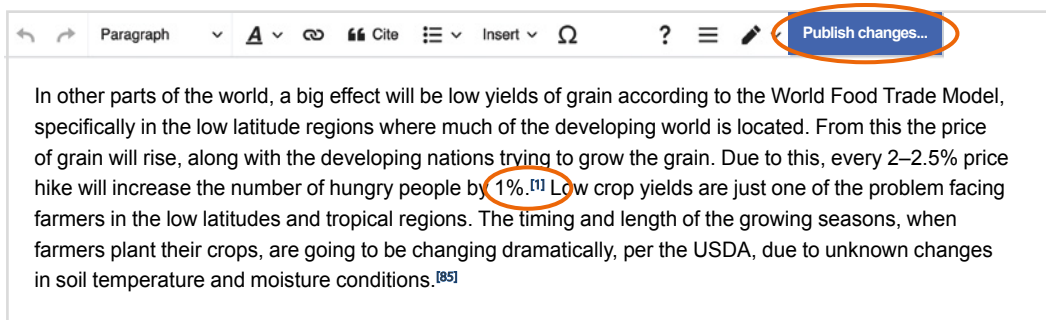 Paragraph A Cite Insert Ω ? Publish changes...
In other parts of the world, a big effect will be low yields of grain according to the World Food Trade Model,
specifically in the low latitude regions where much of the developing world is located. From this the price
of grain will rise, along with the developing nations trying to grow the grain. Due to this, every 2–2.5% price
hike will increase the number of hungry people by 1%.[1] Low crop yields are just one of the problem facing
farmers in the low latitudes and tropical regions. The timing and length of the growing seasons, when
farmers plant their crops, are going to be changing dramatically, per the USDA, due to unknown changes
in soil temperature and moisture conditions.[85]